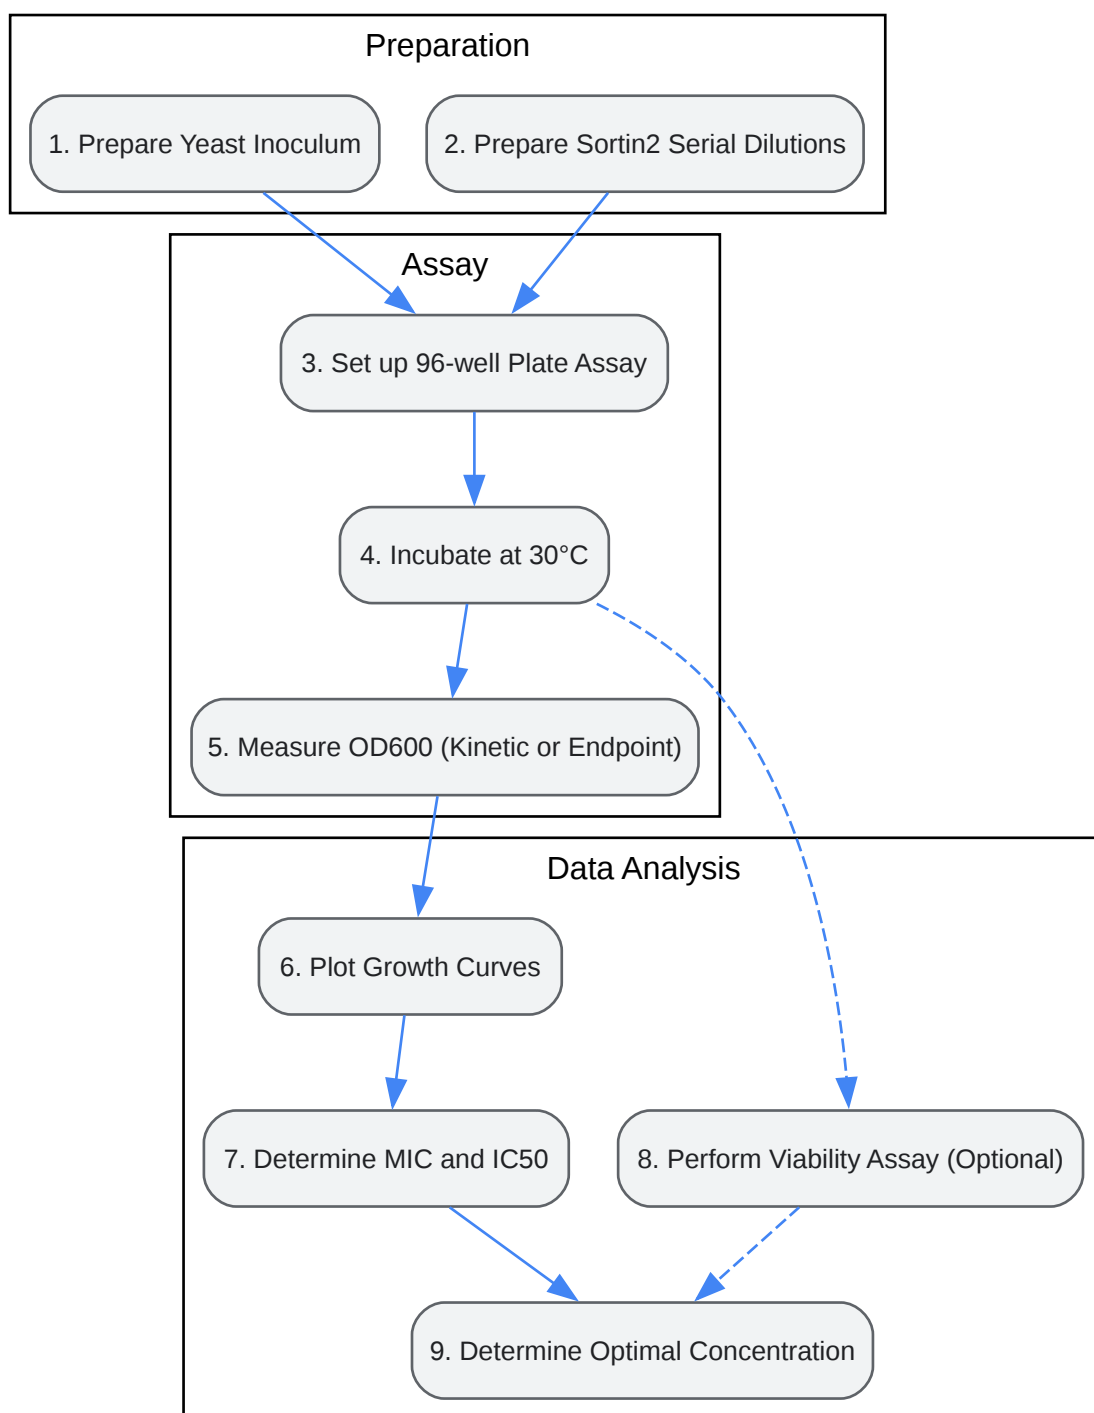 Preparation
1. Prepare Yeast Inoculum
2. Prepare Sortin2 Serial Dilutions
Assay
3. Set up 96-well Plate Assay
4. Incubate at 30°C
5. Measure OD600 (Kinetic or Endpoint)
Data Analysis
6. Plot Growth Curves
7. Determine MIC and IC50
8. Perform Viability Assay (Optional)
9. Determine Optimal Concentration